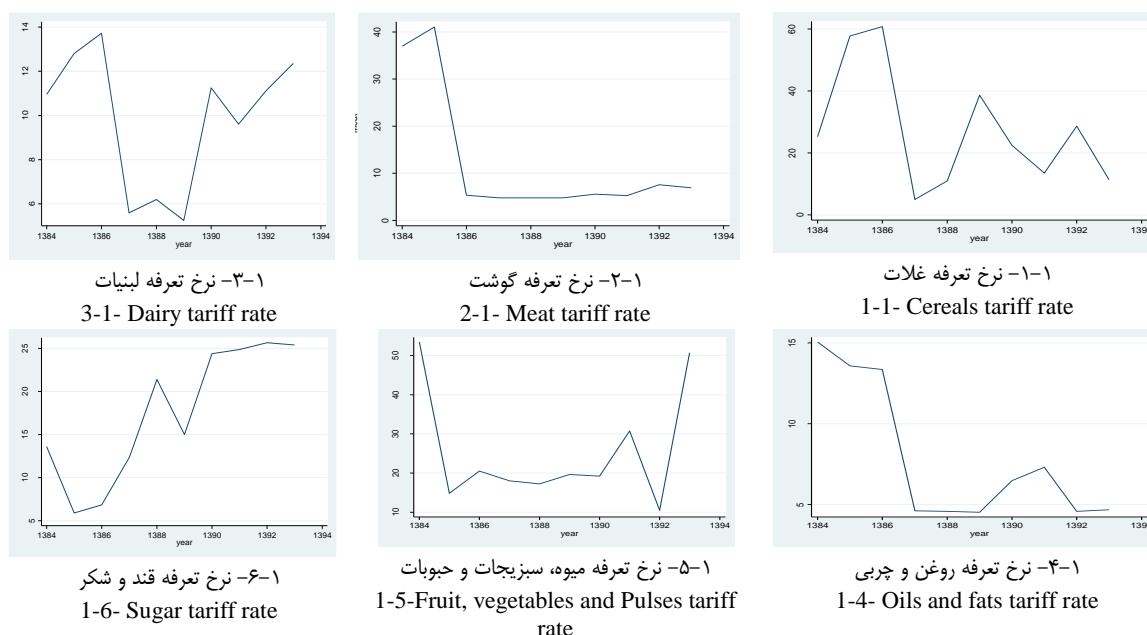 60
40
20
0
1384 1386 1388 1390 1392 1394
year
۱-۱- نرخ تعرفه غلات
1-1- Cereals tariff rate
40
30
20
10
0
1384 1386 1388 1390 1392 1394
year
۱-۲- نرخ تعرفه گوشت
2-1- Meat tariff rate
14
12
10
8
6
1384 1386 1388 1390 1392 1394
year
۱-۳- نرخ تعرفه لبنیات
3-1- Dairy tariff rate
15
10
5
1384 1386 1388 1390 1392 1394
year
۱-۴- نرخ تعرفه روغن و چربی
1-4- Oils and fats tariff rate
50
40
30
20
10
1384 1386 1388 1390 1392 1394
year
۱-۵- نرخ تعرفه میوه، سبزیجات و حبوبات
1-5-Fruit, vegetables and Pulses tariff
rate
25
20
15
10
5
1384 1386 1388 1390 1392 1394
year
۱-۶- نرخ تعرفه قند و شکر
1-6- Sugar tariff rate